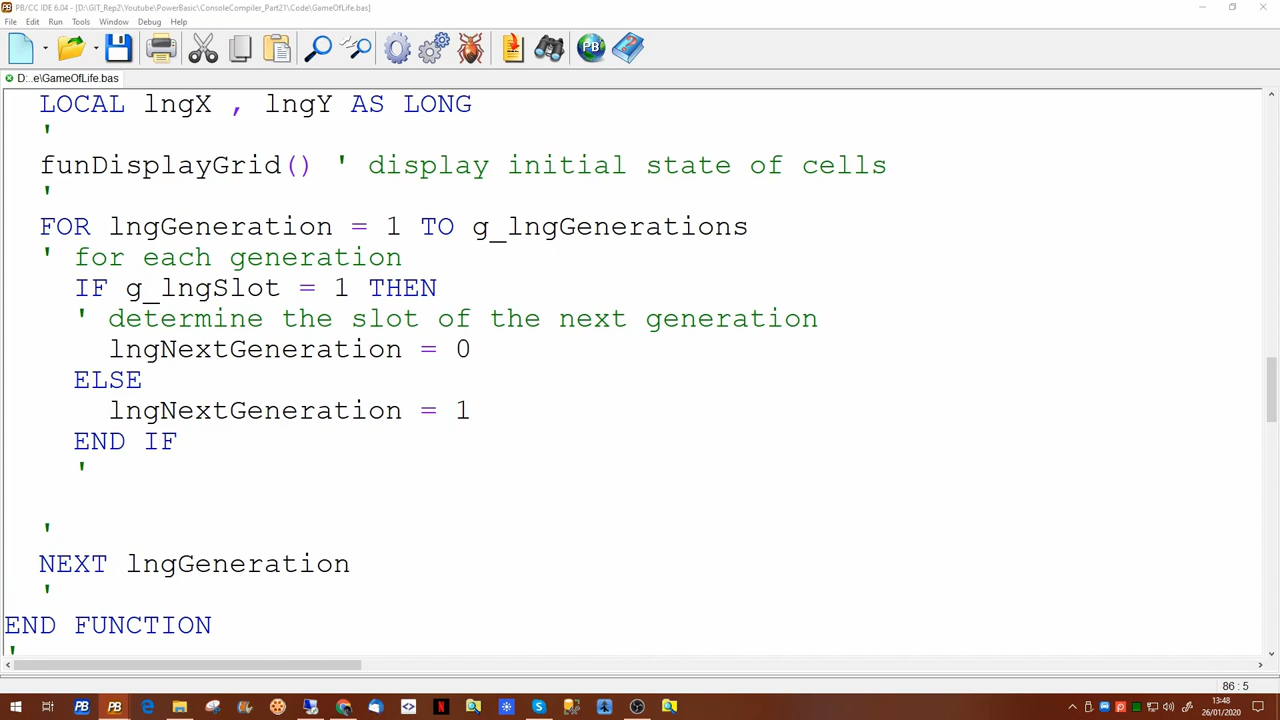 PB/CC IDE 6.04 - [D:\GIT_Rep2\Youtube\PowerBasic\ConsoleCompiler_Part21\Code\GameOfLife.bas]
File Edit Run Tools Window Debug Help
PB
D:..e\GameOfLife.bas
LOCAL lngX , lngY AS LONG
'
funDisplayGrid() ' display initial state of cells
'
FOR lngGeneration = 1 TO g_lngGenerations
' for each generation
IF g_lngSlot = 1 THEN
' determine the slot of the next generation
lngNextGeneration = 0
ELSE
lngNextGeneration = 1
END IF
'
'
NEXT lngGeneration
'
END FUNCTION
'
86 : 5
PB PB
13:48
26/01/2020